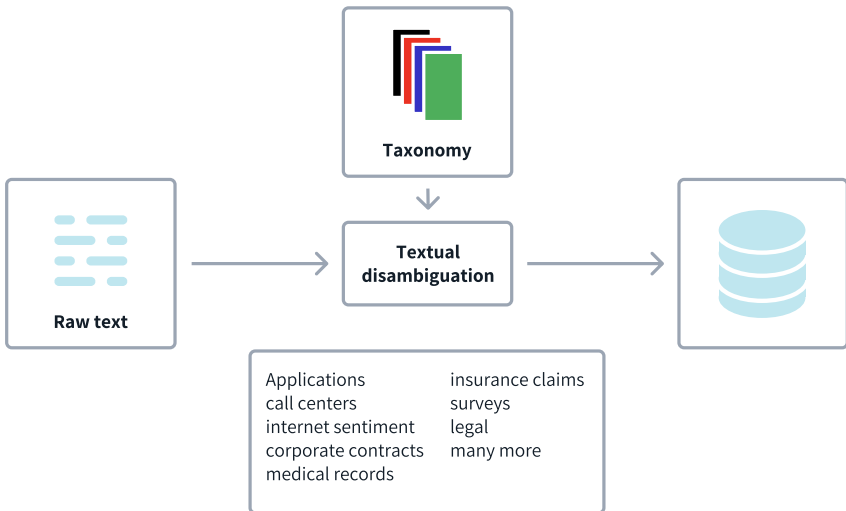 Taxonomy
Raw text
Textual
disambiguation
Applications
call centers
internet sentiment
corporate contracts
medical records
insurance claims
surveys
legal
many more